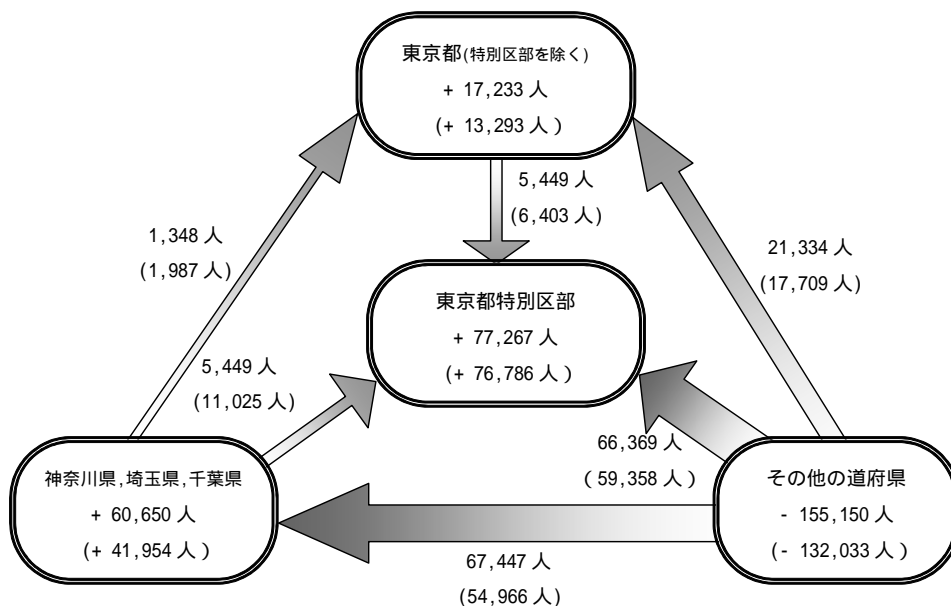 東京都(特別区部を除く)
+ 17,233 人
(+ 13,293 人 )
5,449 人
(6,403 人)
1,348 人
(1,987 人)
21,334 人
(17,709 人)
東京都特別区部
+ 77,267 人
(+ 76,786 人 )
5,449 人
(11,025 人)
66,369 人
( 59,358 人 )
神奈川県,埼玉県,千葉県
+ 60,650 人
(+ 41,954 人 )
その他の道府県
- 155,150 人
(- 132,033 人 )
67,447 人
(54,966 人)